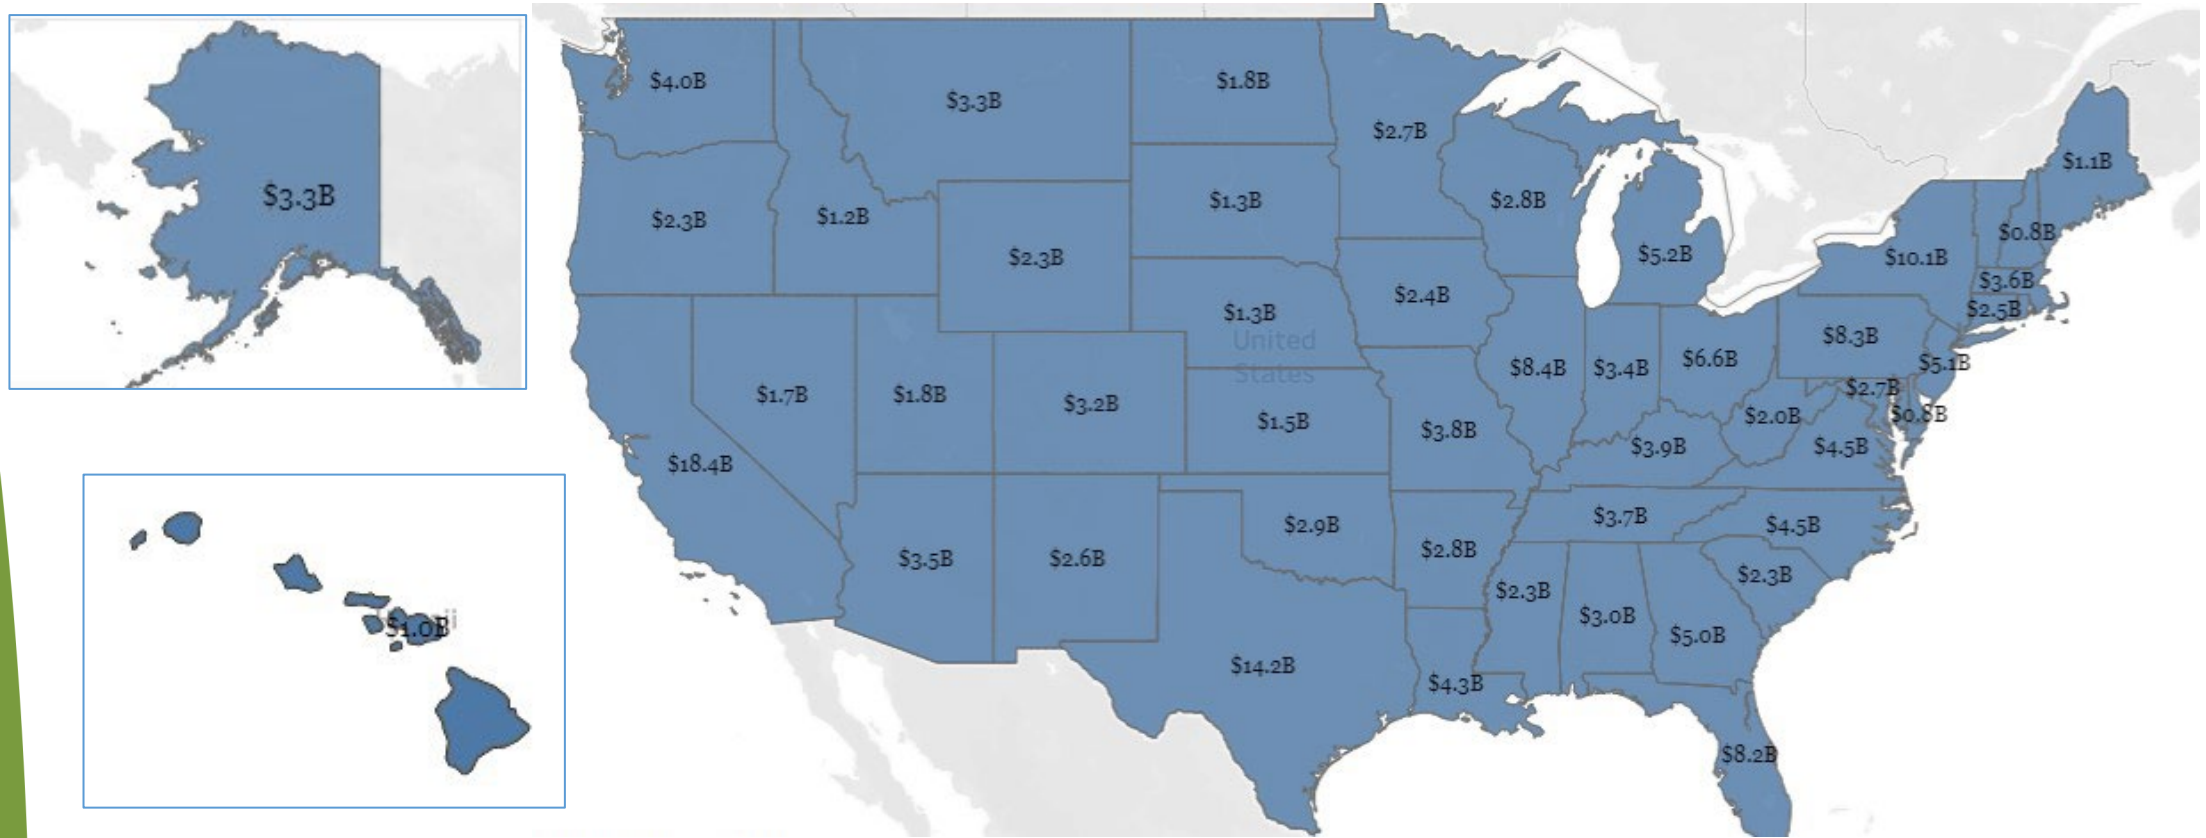 $3.3B
$1.0B
$4.0B
$3.3B
$1.8B
$2.7B
$1.1B
$2.3B
$1.2B
$2.3B
$1.3B
$2.8B
$5.2B
$10.1B
$0.8B
$3.6B
$2.5B
$2.4B
$1.3B
United
States
$8.4B
$3.4B
$6.6B
$8.3B
$5.1B
$2.7B
$0.8B
$1.7B
$1.8B
$3.2B
$1.5B
$3.8B
$3.9B
$2.0B
$4.5B
$18.4B
$3.5B
$2.6B
$2.9B
$2.8B
$3.7B
$4.5B
$2.3B
$3.0B
$5.0B
$2.3B
$14.2B
$4.3B
$8.2B